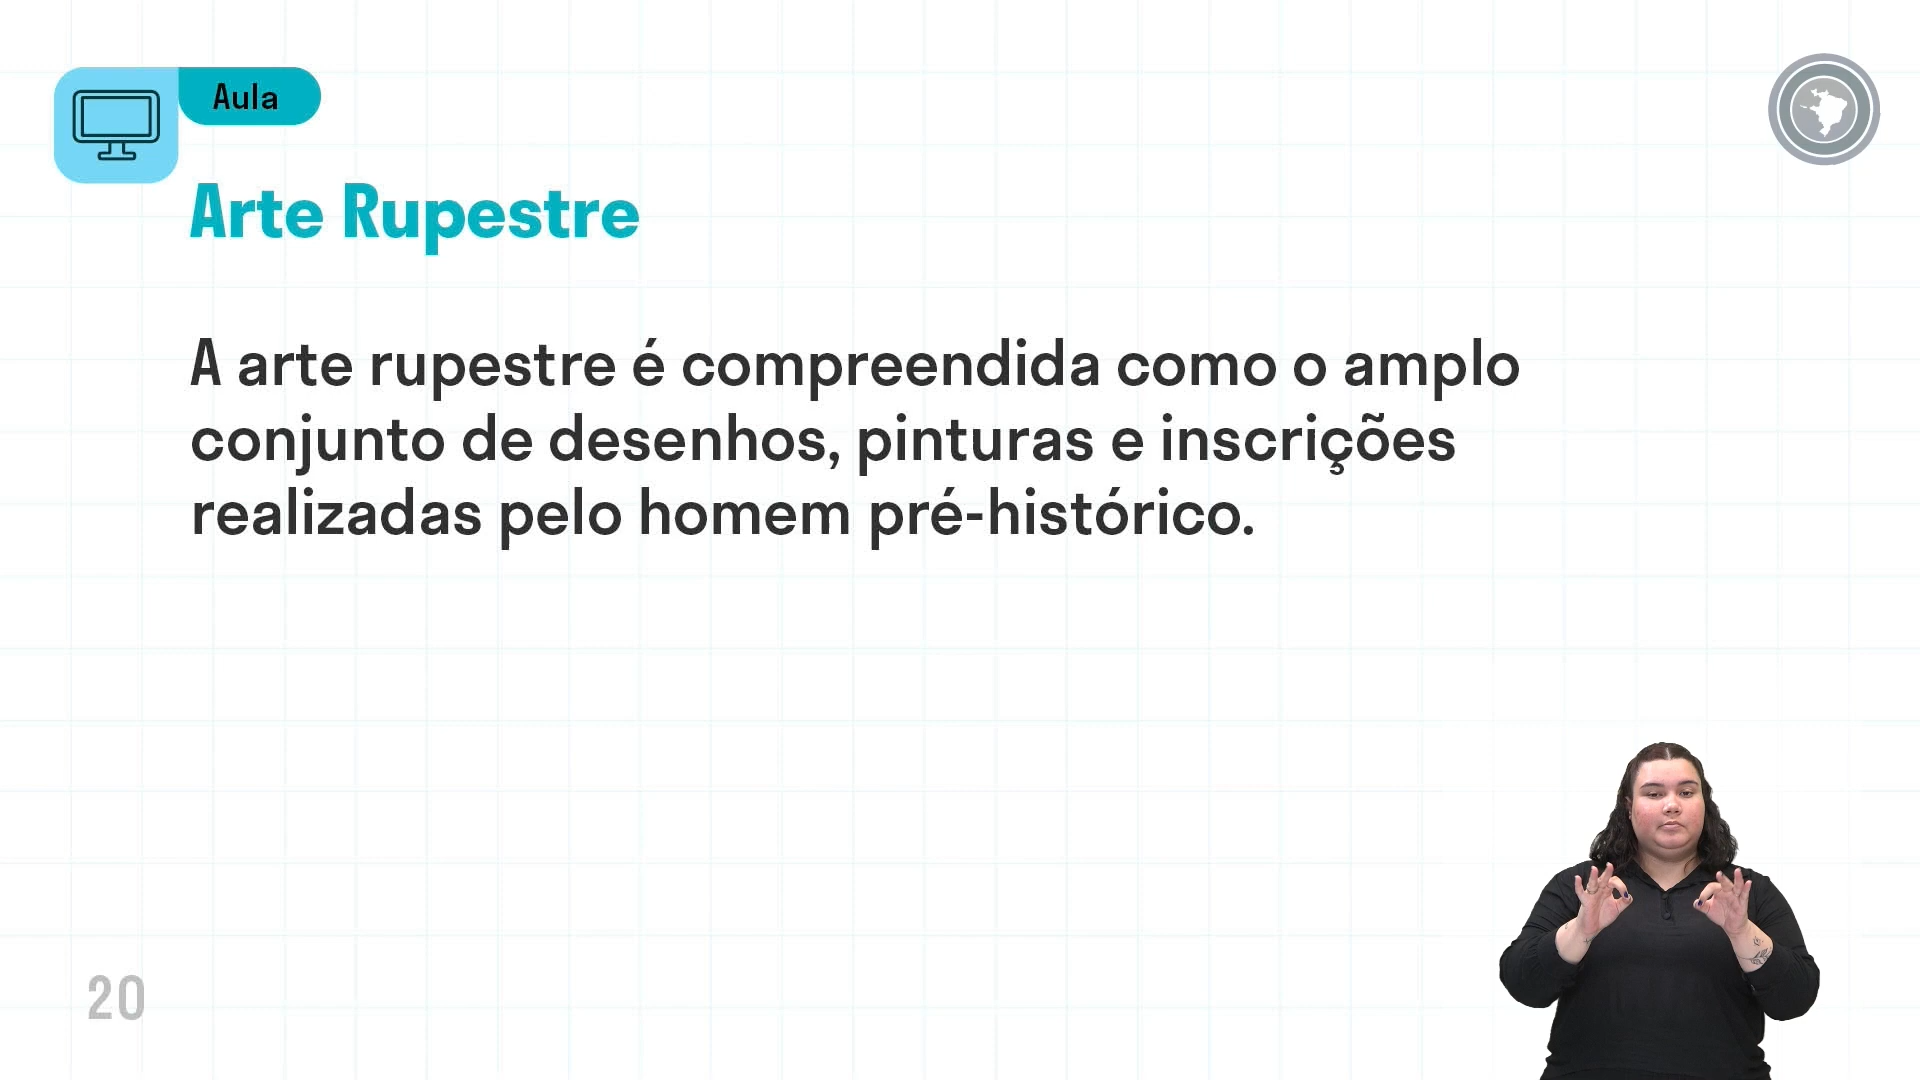 Aula
Arte Rupestre
A arte rupestre é compreendida como o amplo
conjunto de desenhos, pinturas e inscrições
realizadas pelo homem pré-histórico.
20